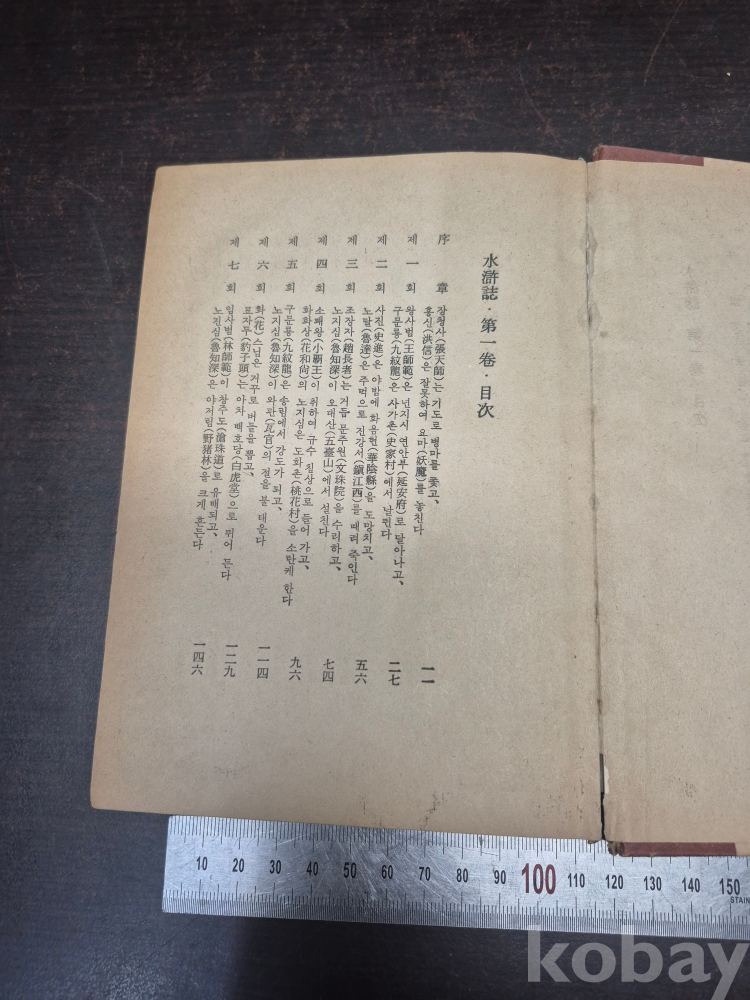 水滸誌·第一卷·目次
序章 장청사(張天師)는 기도로 병마를 쫓고、
홍신(洪信)은 잘못하여 요마(妖魔)를 놓친다 一一
제一회 왕사범(王師範)은 넌지시 연안부(延安府)로 달아나고、
구문룡(九紋龍)은 사가촌(史家村)에서 날뛴다 二七
제二회 사진(史進)은 야밤에 화음현(華陰縣)을 도망치고、
노달(魯達)은 주먹으로 진강서(鎭江西)를 때려 죽인다 五六
제三회 조장자(趙長者)는 거듭 문주원(文珠院)을 수리하고、
노지심(魯知深)이 오대산(五臺山)에서 설친다 七四
제四회 소패왕(小覇王)이 취하여 규수 침상으로 들어 가고、
화화상(花和尙)의 노지심은 도화촌(桃花村)을 소란케 한다 九六
제五회 구문룡(九紋龍)은 송림에서 강도가 되고、
노지심(魯知深)이 와관(瓦官)의 절을 불 태운다 一一四
제六회 화(花)스님은 거꾸로 버들을 뽑고、
표자두(豹子頭)는 아차 백호당(白虎堂)으로 뛰어 든다 一二九
제七회 임사범(林師範)이 창주도(滄珠道)로 유배되고、
노진심(魯知深)은 야저림(野猪林)을 크게 흔든다 一四六
10 20 30 40 50 60 70 80 90 100 110 120 130 140 150
STAIN
kobay